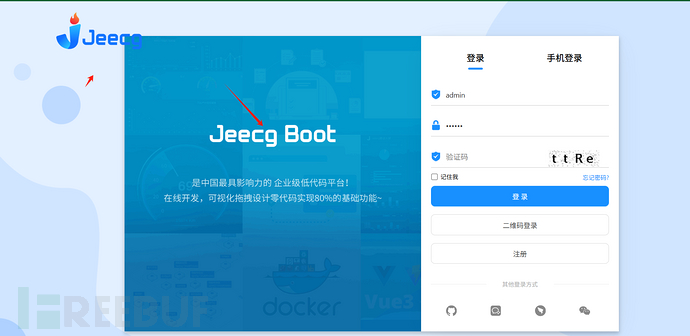 Jeecg
登录
手机登录
admin
Jeecg Boot
验证码
ttRe
是中国最具影响力的 企业级低代码平台！
在线开发，可视化拖拽设计零代码实现80%的基础功能~
记住我
忘记密码?
登 录
二维码登录
注册
其他登录方式
docker
Vue3
FREEBUF